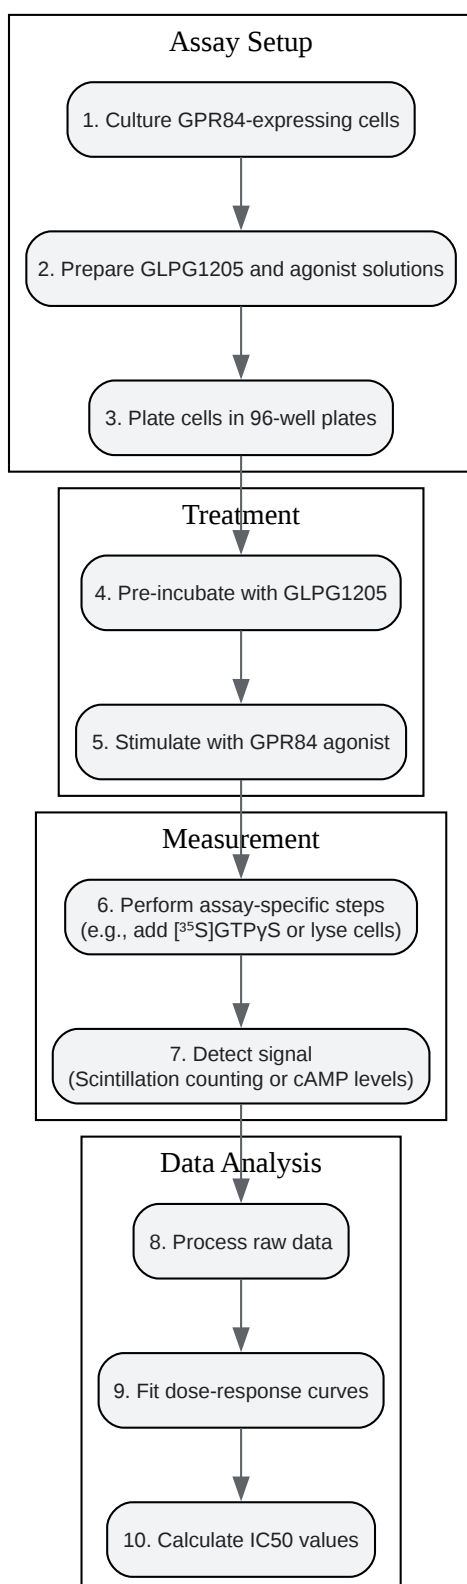 Assay Setup
1. Culture GPR84-expressing cells
2. Prepare GLPG1205 and agonist solutions
3. Plate cells in 96-well plates
Treatment
4. Pre-incubate with GLPG1205
5. Stimulate with GPR84 agonist
Measurement
6. Perform assay-specific steps
(e.g., add [³⁵S]GTPγS or lyse cells)
7. Detect signal
(Scintillation counting or cAMP levels)
Data Analysis
8. Process raw data
9. Fit dose-response curves
10. Calculate IC50 values